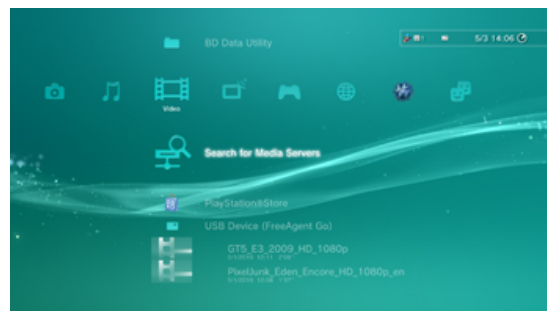 BD Data Utility
5/3 14:06
Video
Search for Media Servers
PlayStation®Store
USB Device (FreeAgent Go)
GT5_E3_2009_HD_1080p
PixelJunk_Eden_Encore_HD_1080p_en